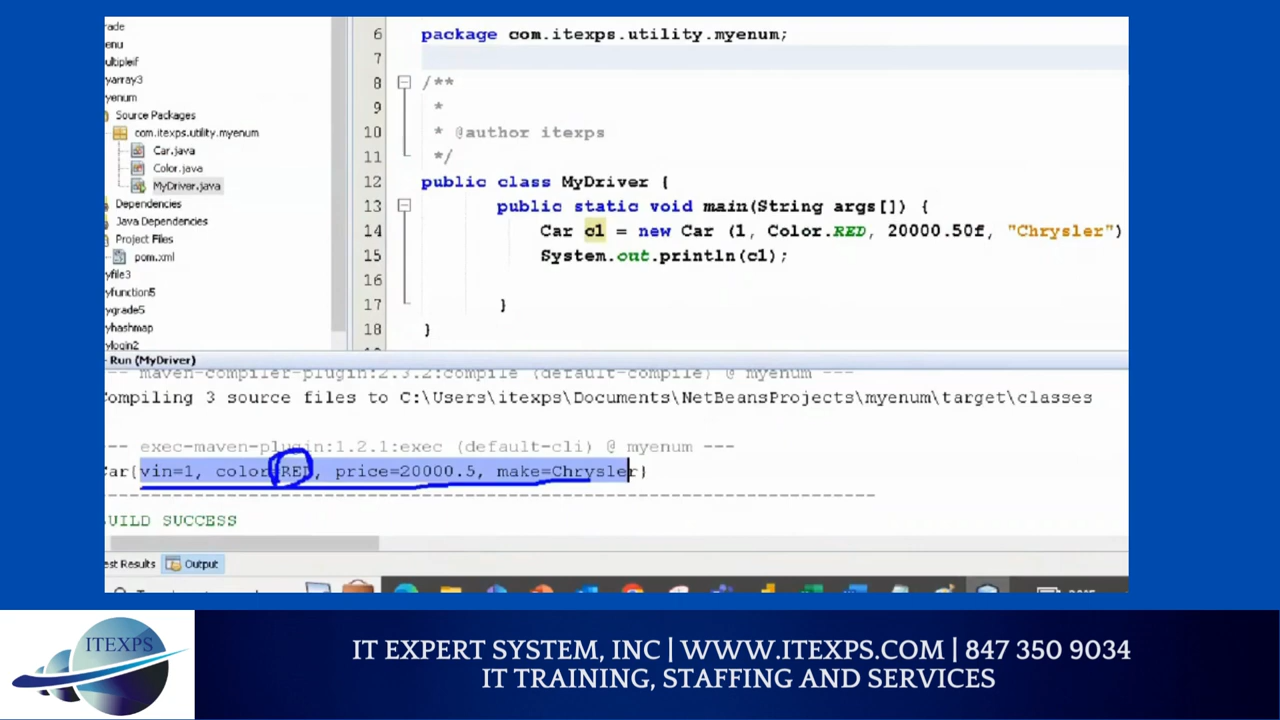 6 package com.itexps.utility.myenum;
7
8 /**
9 *
10 * @author itexps
11 */
12 public class MyDriver {
13 public static void main(String args[]) {
14 Car c1 = new Car (1, Color.RED, 20000.50f, "Chrysler")
15 System.out.println(c1);
16
17 }
18 }
rade
enu
ultipleif
yarray3
yenum
Source Packages
com.itexps.utility.myenum
Car.java
Color.java
MyDriver.java
Dependencies
Java Dependencies
Project Files
pom.xml
yfile3
yfunction5
ygrade5
yhashmap
ylogin2
Run (MyDriver)
-- maven-compiler-plugin:2.3.2:compile (default-compile) @ myenum ---
Compiling 3 source files to C:\Users\itexps\Documents\NetBeansProjects\myenum\target\classes
-- exec-maven-plugin:1.2.1:exec (default-cli) @ myenum ---
Car{vin=1, color=RED, price=20000.5, make=Chrysler}
------------------------------------------------------------------------
BUILD SUCCESS
est Results Output
ITEXPS
IT EXPERT SYSTEM, INC | WWW.ITEXPS.COM | 847 350 9034
IT TRAINING, STAFFING AND SERVICES